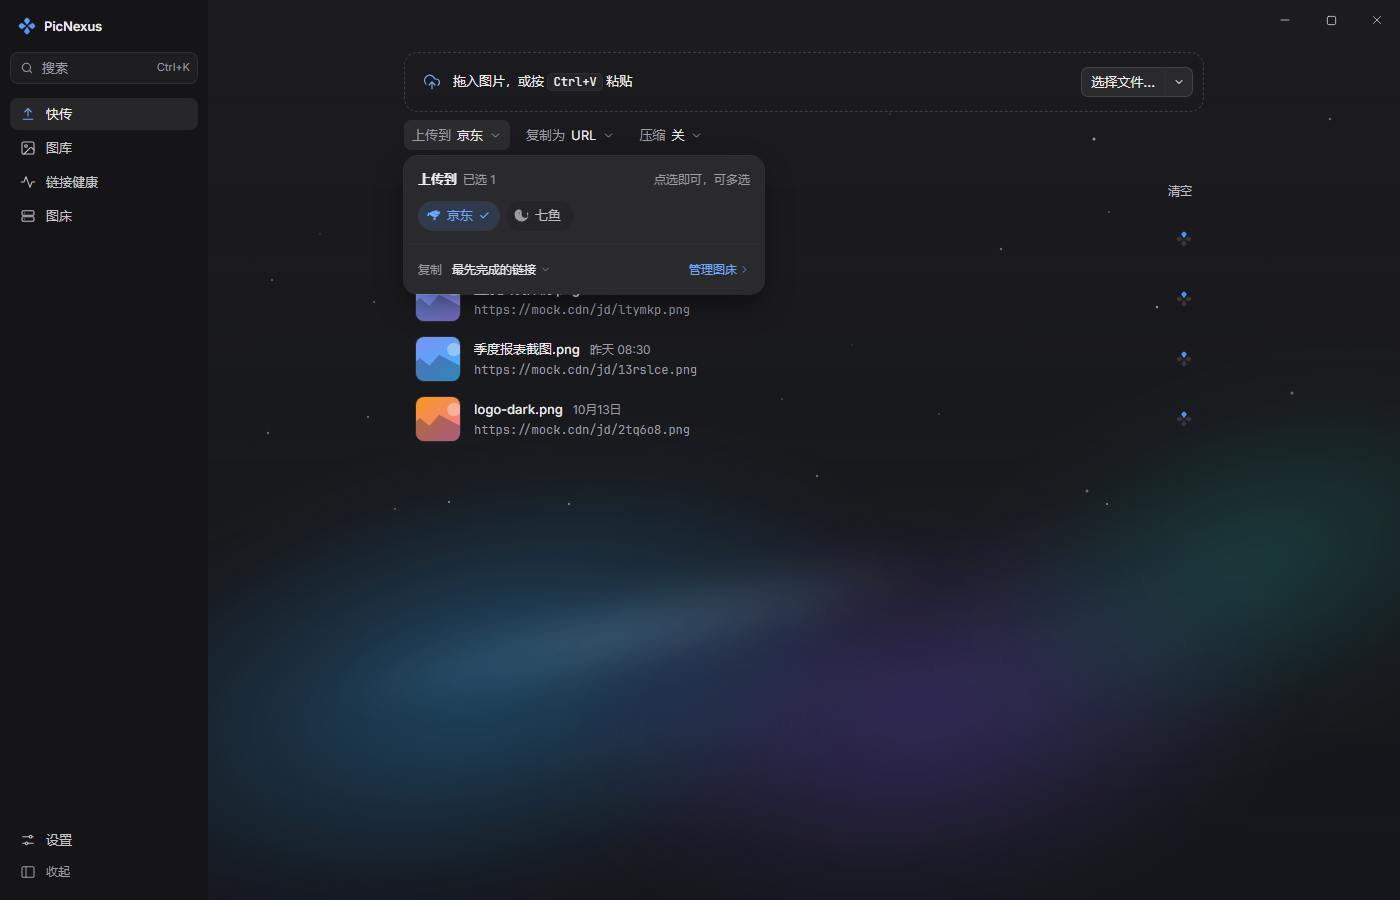 PicNexus
搜索 Ctrl+K
快传
图库
链接健康
图床
设置
收起
拖入图片，或按 Ctrl+V 粘贴
选择文件...
上传到 京东
复制为 URL
压缩 关
上传到 已选 1
点选即可，可多选
京东
七鱼
复制 最先完成的链接
管理图床
清空
https://mock.cdn/jd/ltymkp.png
季度报表截图.png 昨天 08:30
https://mock.cdn/jd/13rslce.png
logo-dark.png 10月13日
https://mock.cdn/jd/2tq6o8.png